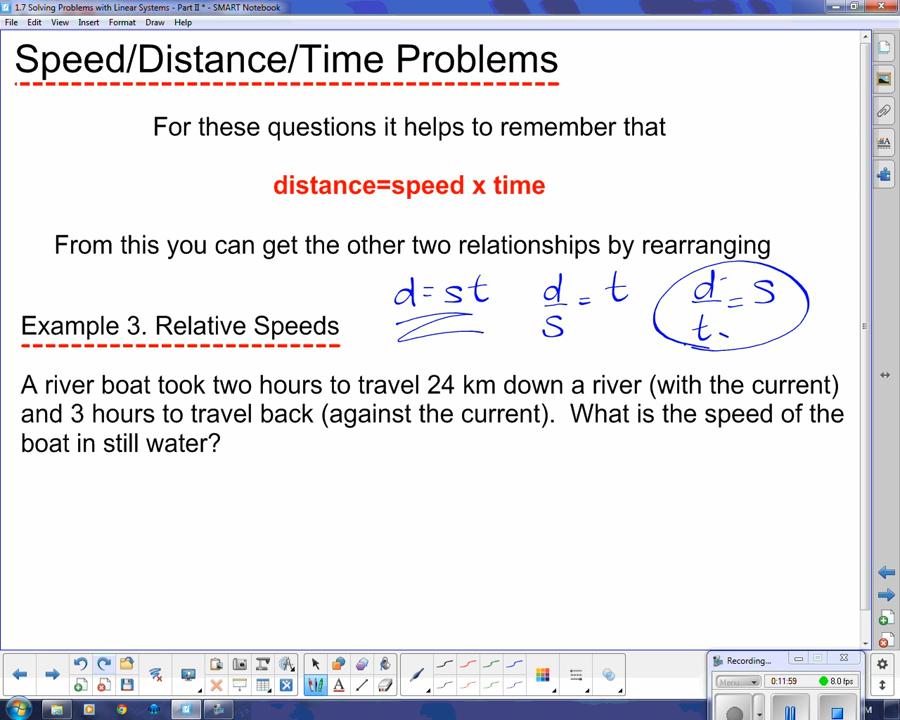 1.7 Solving Problems with Linear Systems - Part II * - SMART Notebook
File Edit View Insert Format Draw Help
Speed/Distance/Time Problems
For these questions it helps to remember that
distance=speed x time
From this you can get the other two relationships by rearranging
d=st d/s = t d/t = s
Example 3. Relative Speeds
A river boat took two hours to travel 24 km down a river (with the current)
and 3 hours to travel back (against the current). What is the speed of the
boat in still water?
Recording...
Menu
0:11:59 8.0 fps